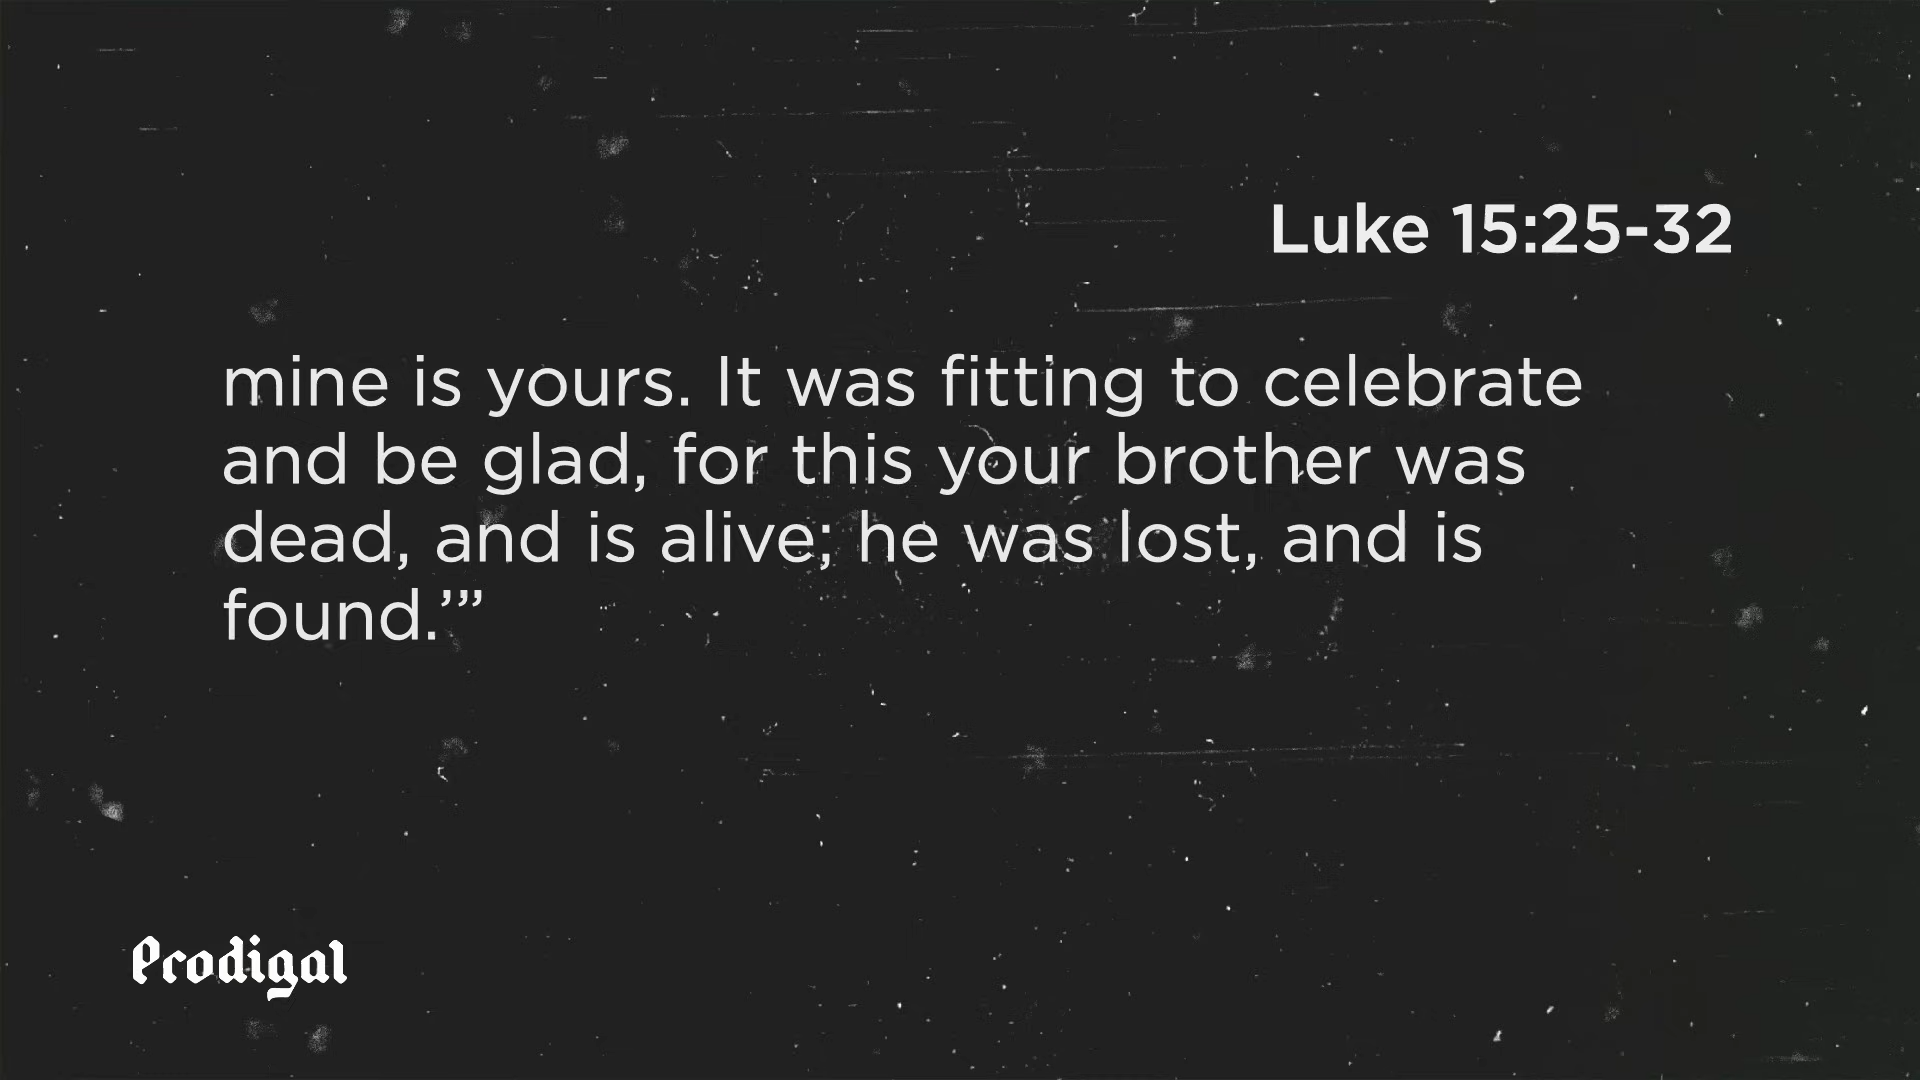 Luke 15:25-32
mine is yours. It was fitting to celebrate
and be glad, for this your brother was
dead, and is alive; he was lost, and is
found.’”
Prodigal